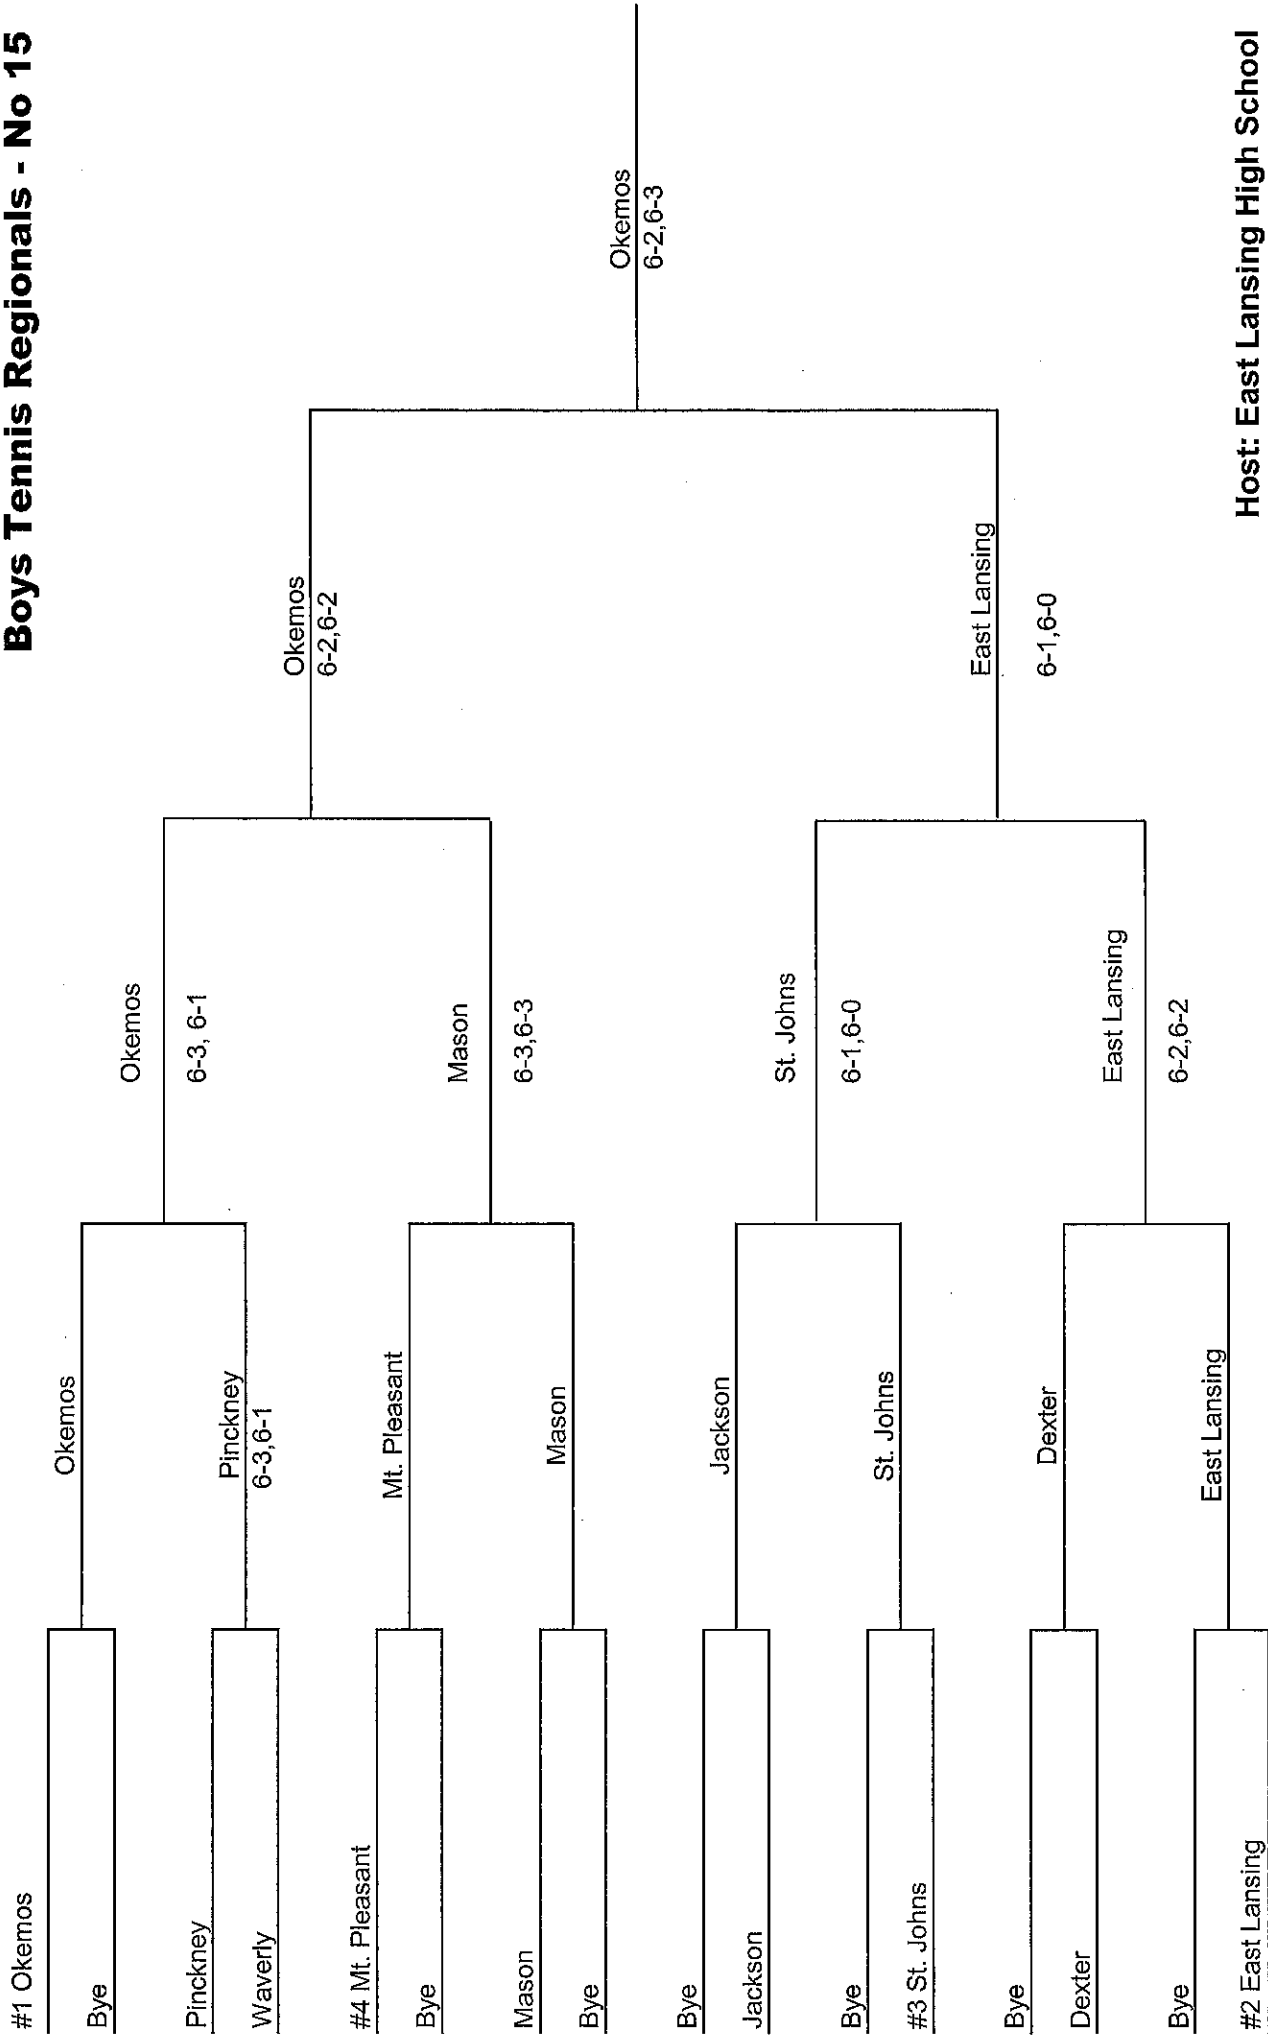 Boys Tennis Regionals - No 15
#1 Okemos
Bye
Pinckney
Waverly
#4 Mt. Pleasant
Bye
Mason
Bye
Bye
Jackson
Bye
#3 St. Johns
Bye
Dexter
Bye
#2 East Lansing
Okemos
Pinckney
6-3,6-1
Mt. Pleasant
Mason
Jackson
St. Johns
Dexter
East Lansing
Okemos
6-3, 6-1
Mason
6-3,6-3
St. Johns
6-1,6-0
East Lansing
6-2,6-2
Okemos
6-2,6-2
East Lansing
6-1,6-0
Okemos
6-2,6-3
Host: East Lansing High School